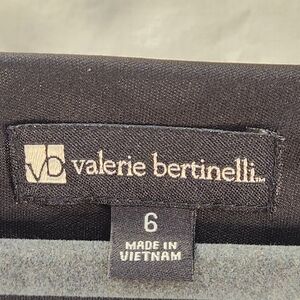 vb valerie bertinelli™
6
MADE IN
VIETNAM